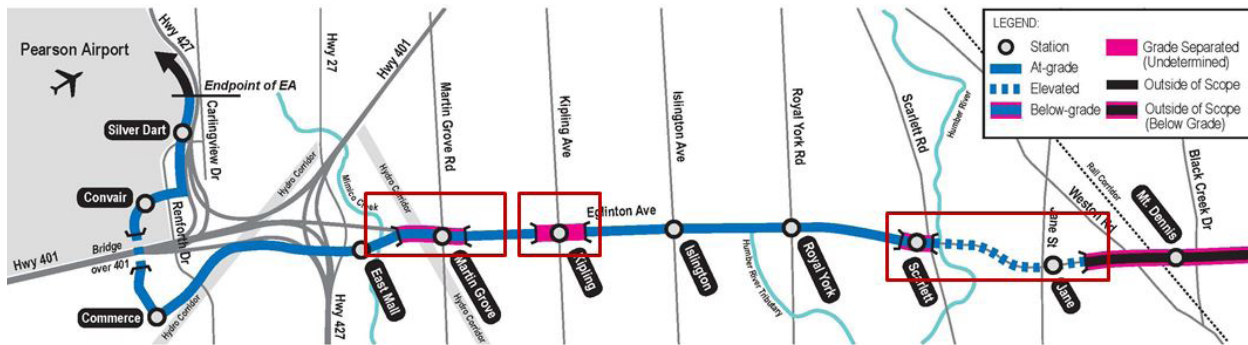 Pearson Airport
Hwy 427
Endpoint of EA
Carlingview Dr
Silver Dart
Convair
Renforth Dr
Bridge
over 401
Hwy 401
Commerce
Hydro Corridor
Hydro Corridor
Hwy 27
Hwy 401
Mimico Creek
Hydro Corridor
Hwy 427
East Mall
Martin Grove Rd
Martin Grove
Hydro Corridor
Kipling Ave
Kipling
Eglinton Ave
Islington Ave
Islington
Royal York Rd
Royal York
Humber River
Tributary
Scarlett Rd
Scarlett
Humber River
Jane St
Jane
Weston Rd
Rail Corridor
Mt. Dennis
Black Creek Dr
LEGEND:
Station
At-grade
Elevated
Below-grade
Grade Separated
(Undetermined)
Outside of Scope
Outside of Scope
(Below Grade)